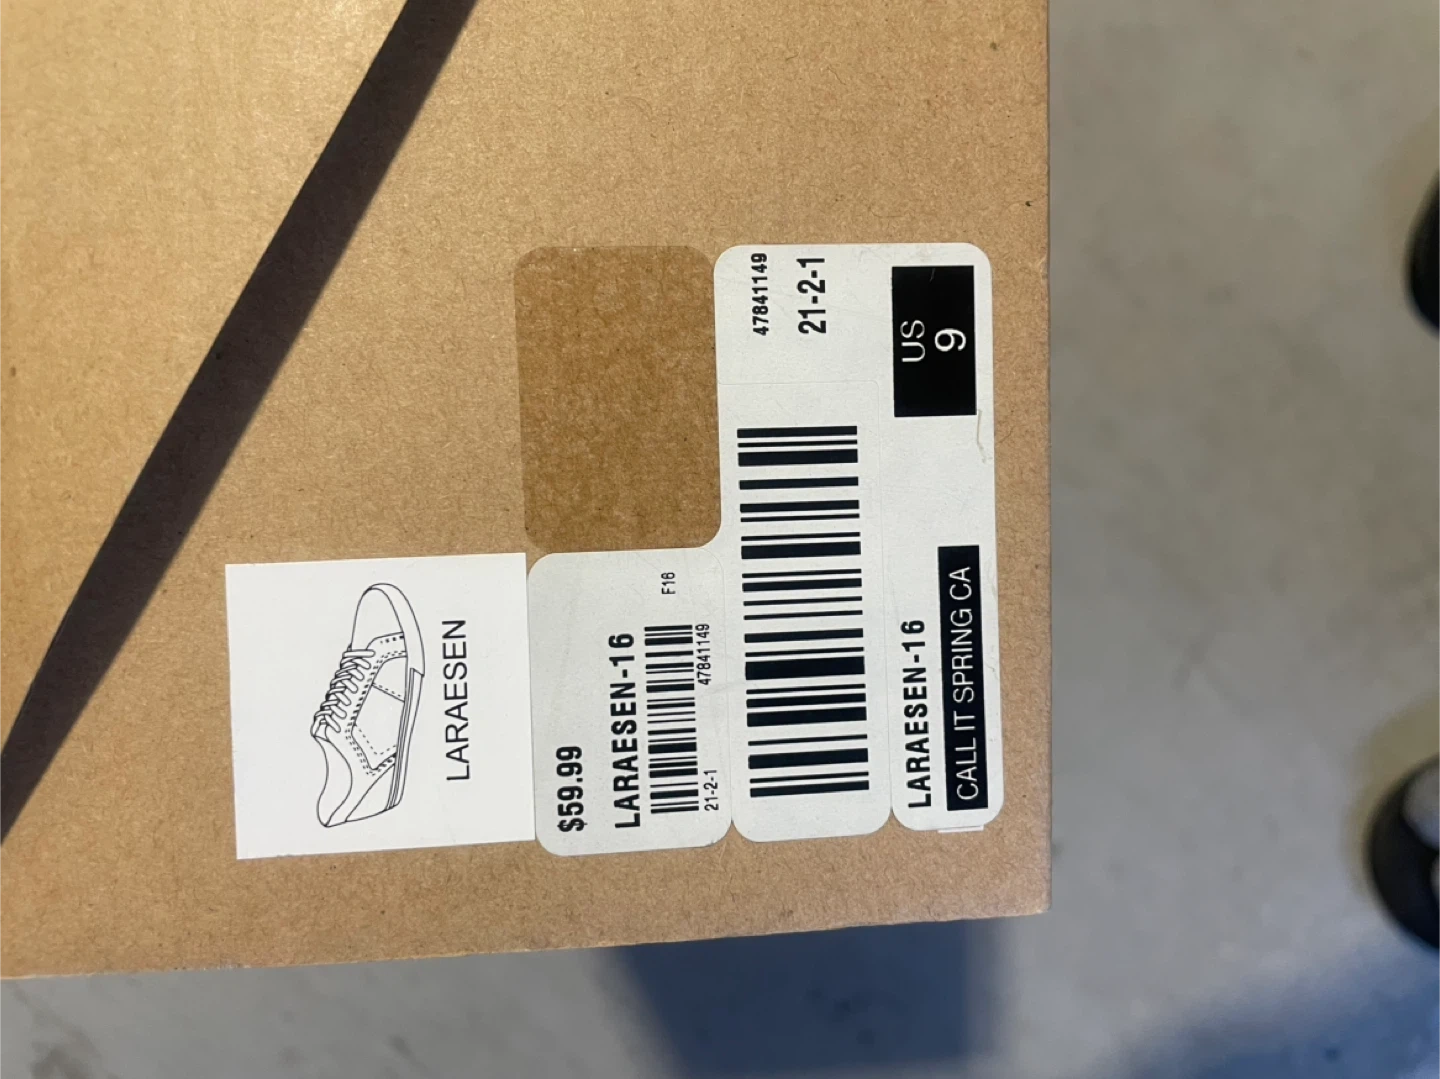 LARAESEN
$59.99
LARAESEN-16
21-2-1 47841149
F16
47841149
21-2-1
US
9
LARAESEN-16
CALL IT SPRING CA